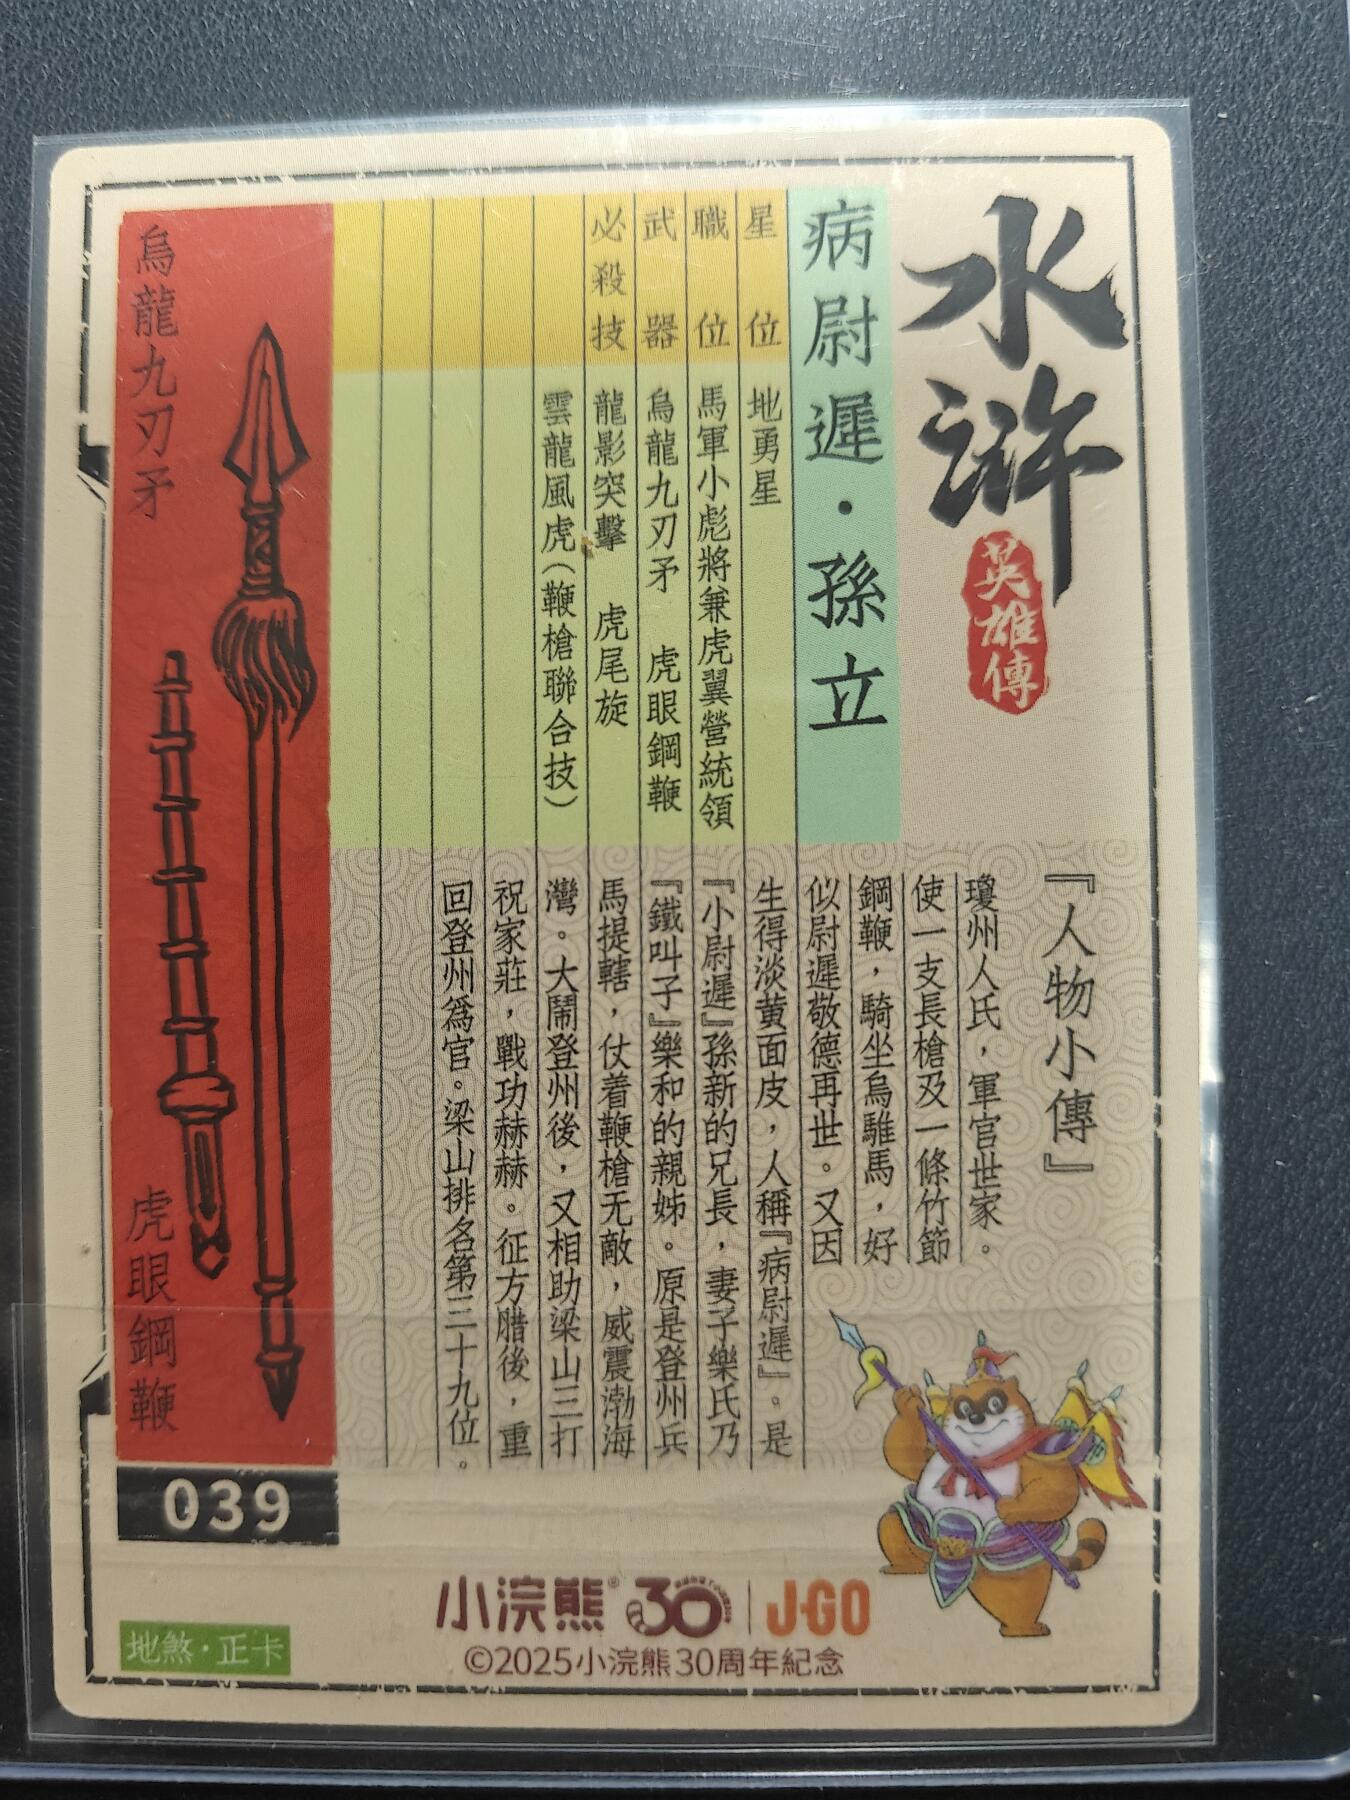 水滸
英雄傳
『人物小傳』
瓊州人氏，軍官世家。
使一支長槍及一條竹節
鋼鞭，騎坐烏騅馬，好
似尉遲敬德再世。又因
生得淡黄面皮，人稱『病尉遲』。是
『小尉遲』孫新的兄長，妻子樂氏乃
『鐵叫子』樂和的親姊。原是登州兵
馬提轄，仗着鞭槍无敵，威震渤海
灣。大鬧登州後，又相助梁山三打
祝家莊，戰功赫赫。征方腊後，重
回登州爲官。梁山排名第三十九位。
病尉遲·孫立
星位 地勇星
職位 馬軍小彪將兼虎翼營統領
武器 烏龍九刃矛 虎眼鋼鞭
必殺技 龍影突擊 虎尾旋
雲龍風虎（鞭槍聯合技）
烏龍九刃矛
虎眼鋼鞭
039
地煞·正卡
小浣熊® 30 | J·GO
©2025小浣熊30周年紀念